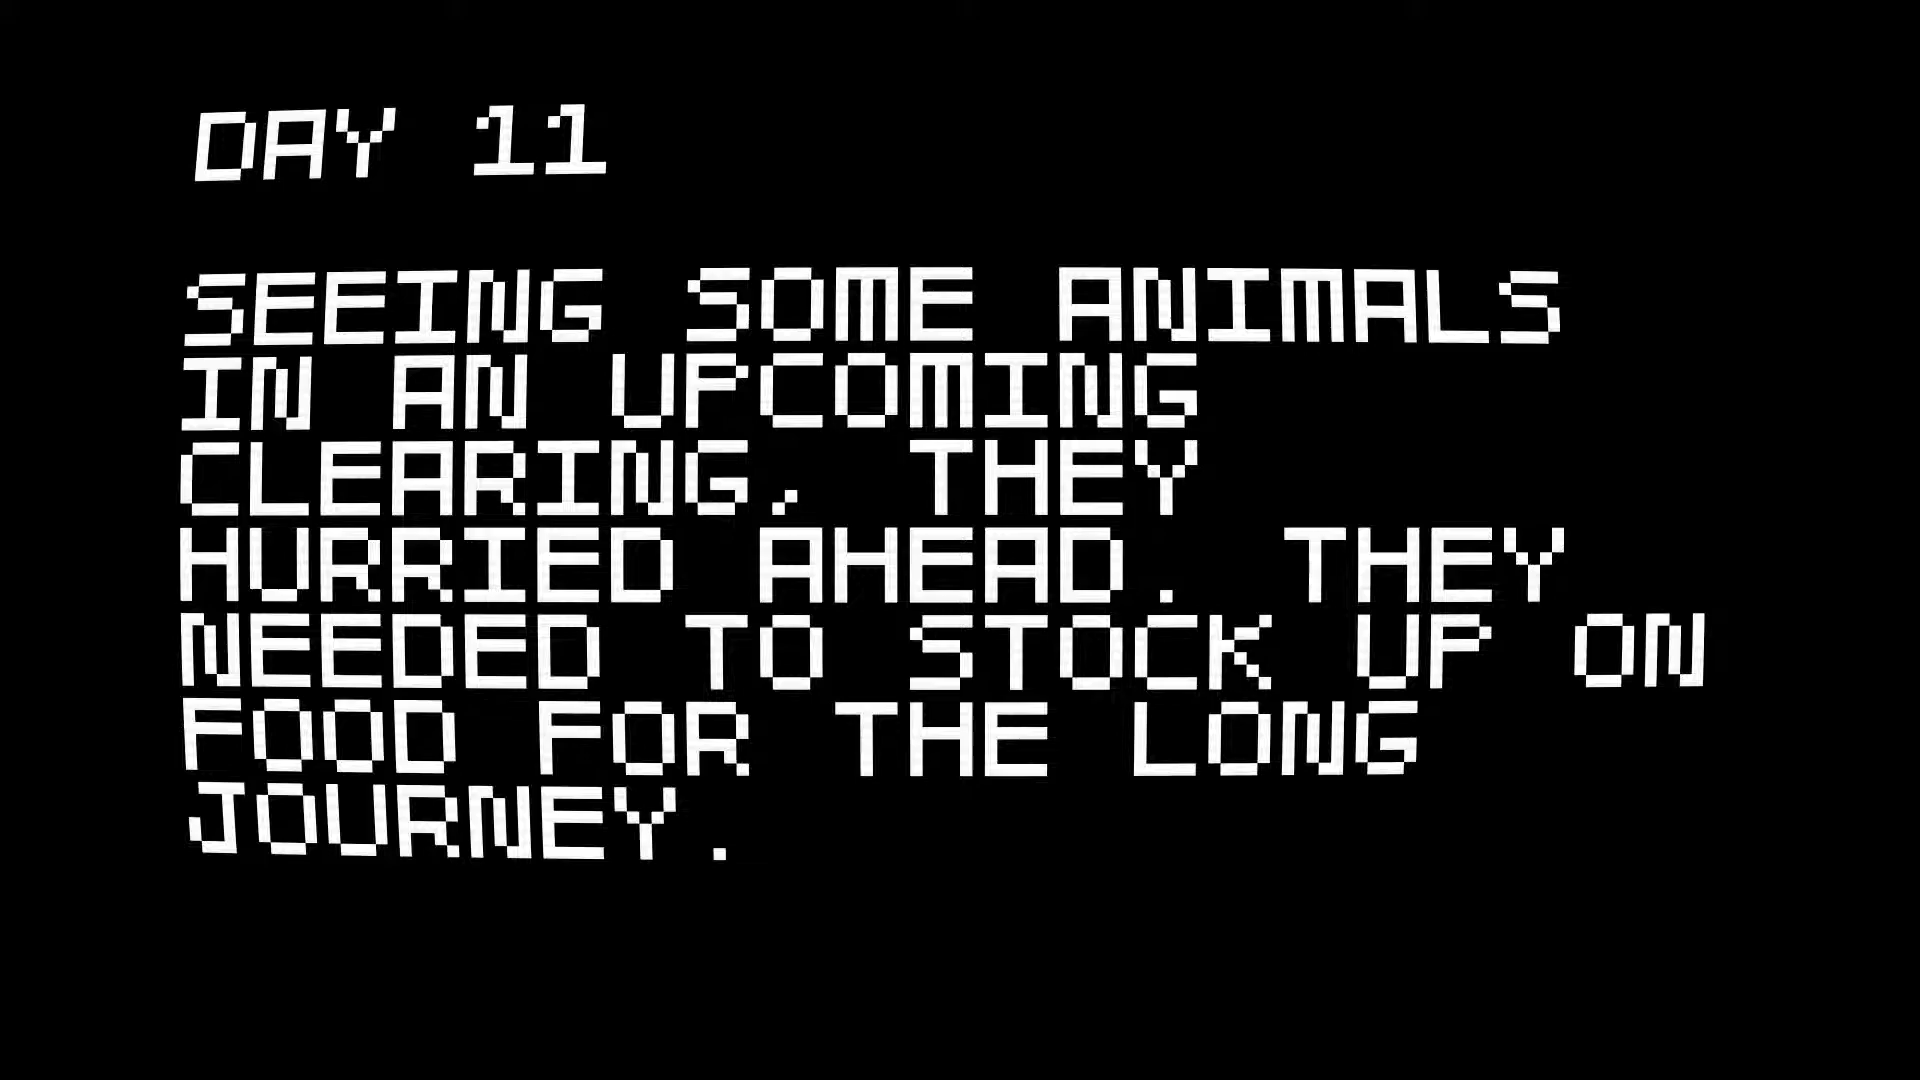 DAY 11
SEEING SOME ANIMALS
IN AN UPCOMING
CLEARING, THEY
HURRIED AHEAD. THEY
NEEDED TO STOCK UP ON
FOOD FOR THE LONG
JOURNEY.